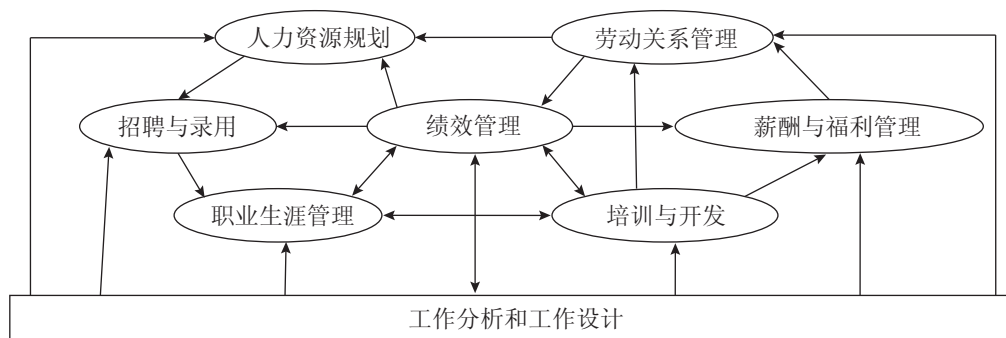 人力资源规划
劳动关系管理
招聘与录用
绩效管理
薪酬与福利管理
职业生涯管理
培训与开发
工作分析和工作设计